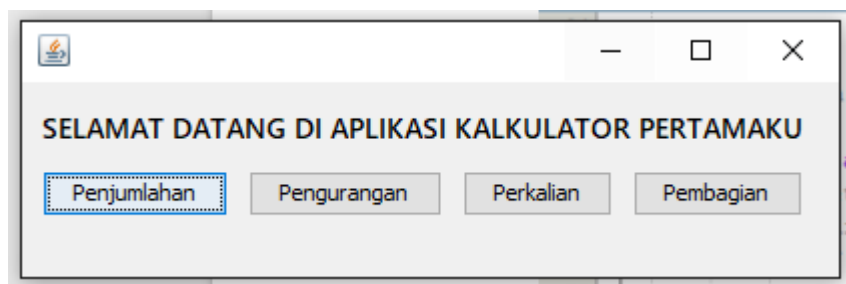 SELAMAT DATANG DI APLIKASI KALKULATOR PERTAMAKU
Penjumlahan Pengurangan Perkalian Pembagian